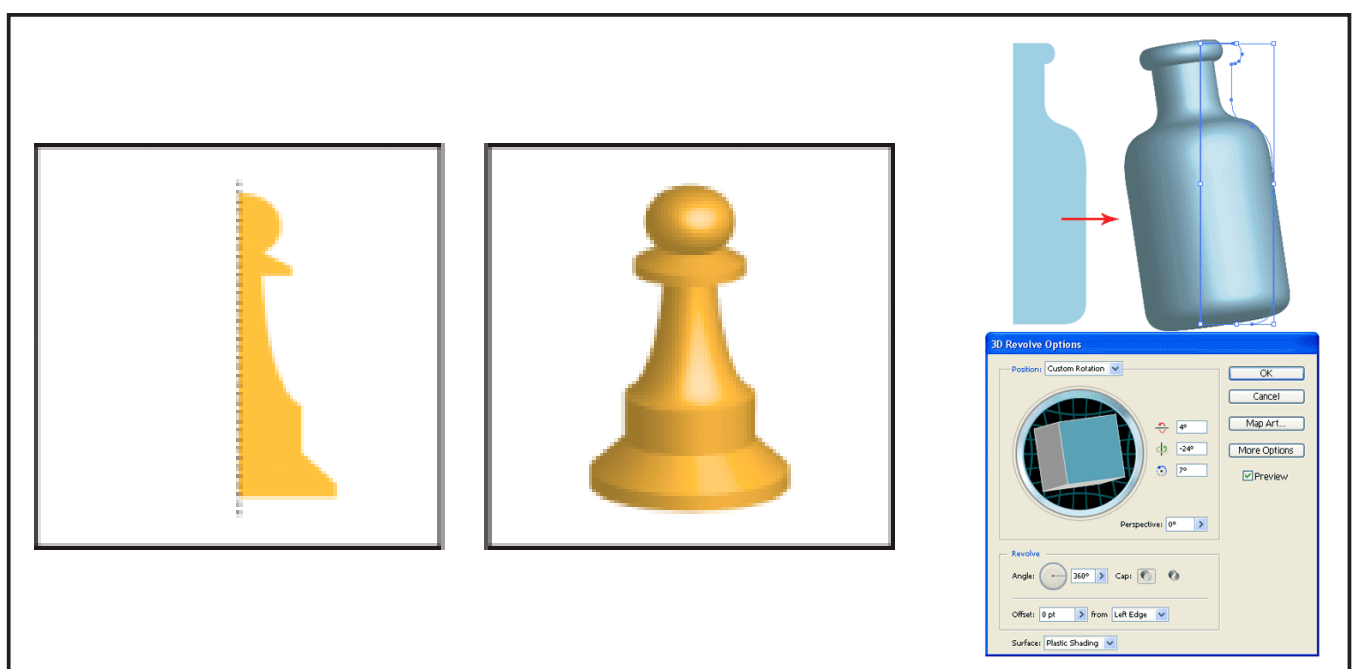 3D Revolve Options
Position: Custom Rotation
OK
Cancel
Map Art...
More Options
Preview
4°
-24°
7°
Perspective: 0°
Revolve
Angle: 360° Cap:
Offset: 0 pt from Left Edge
Surface: Plastic Shading